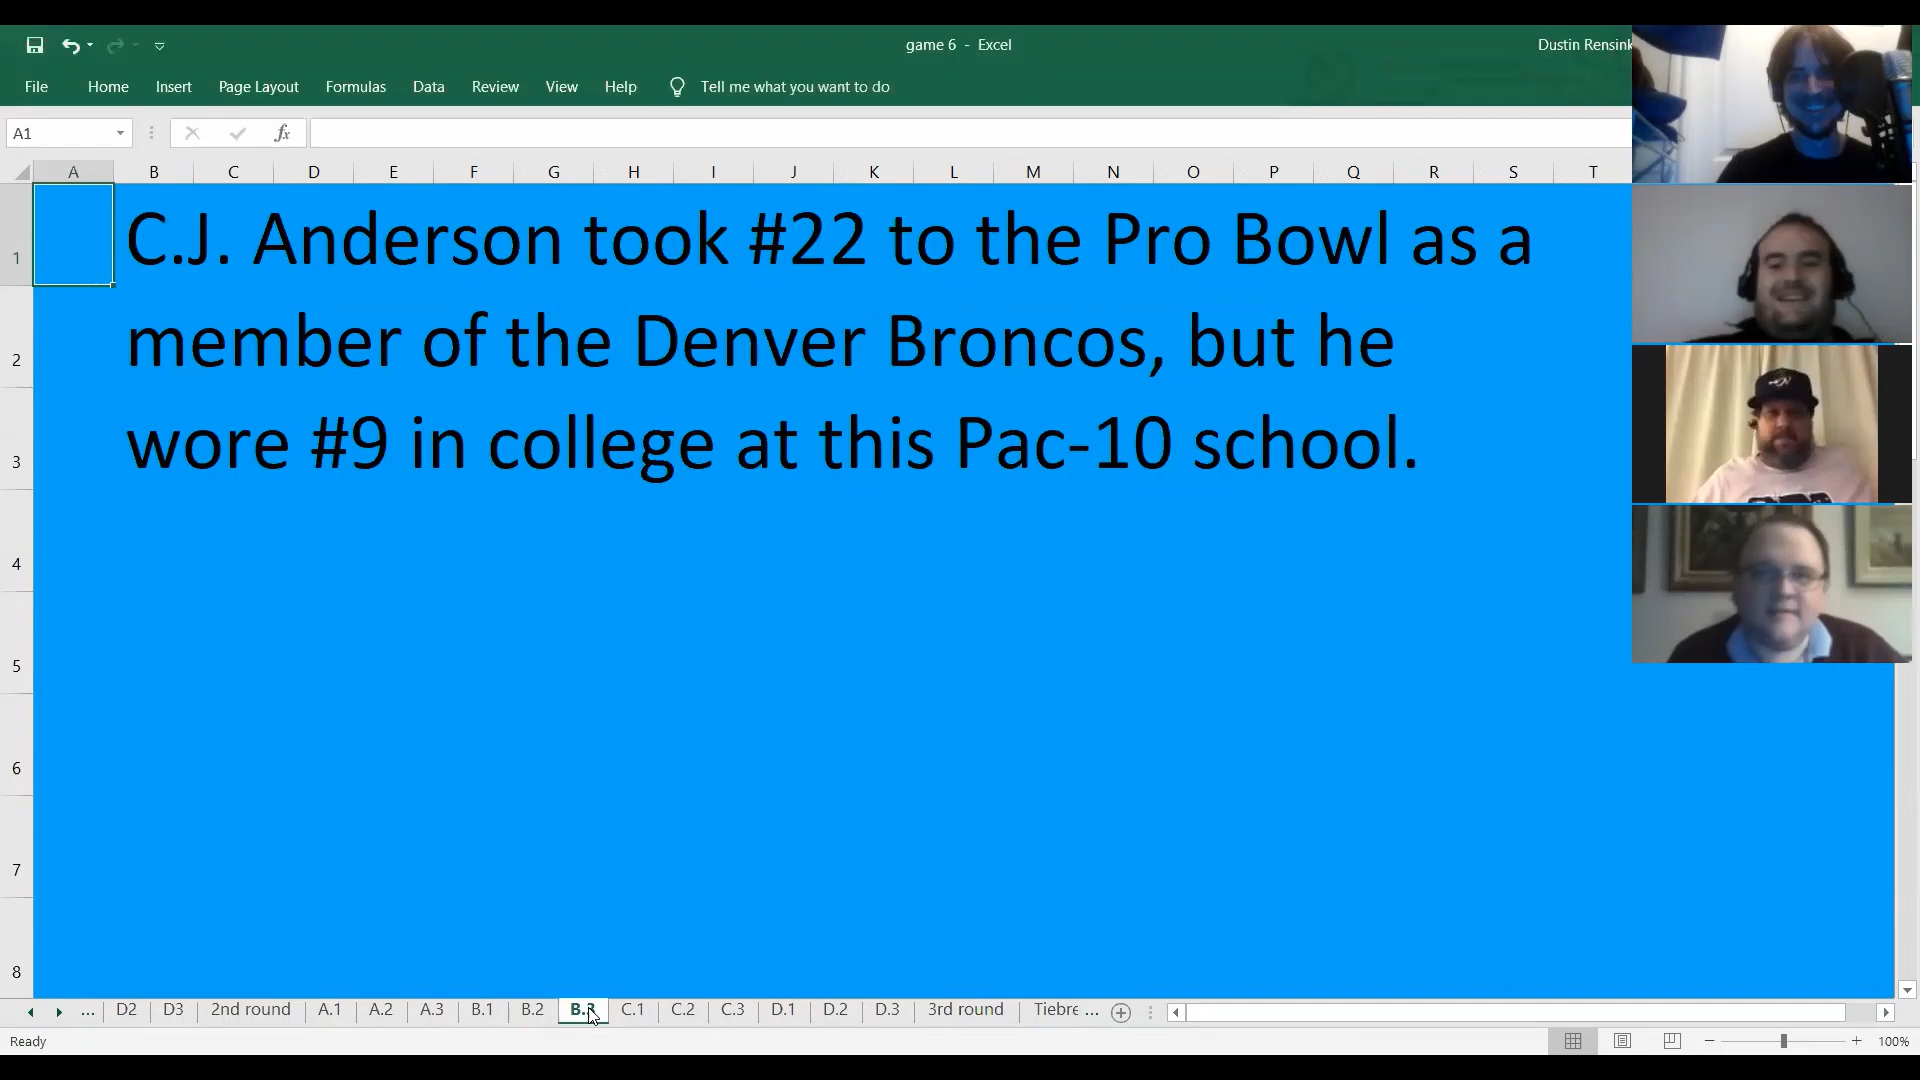 game 6 - Excel
Dustin Rensink
File Home Insert Page Layout Formulas Data Review View Help Tell me what you want to do
A1 fx
A B C D E F G H I J K L M N O P Q R S T
1 C.J. Anderson took #22 to the Pro Bowl as a
2 member of the Denver Broncos, but he
3 wore #9 in college at this Pac-10 school.
4
5
6
7
8
... D2 D3 2nd round A.1 A.2 A.3 B.1 B.2 B.3 C.1 C.2 C.3 D.1 D.2 D.3 3rd round Tiebre ...
Ready 100%